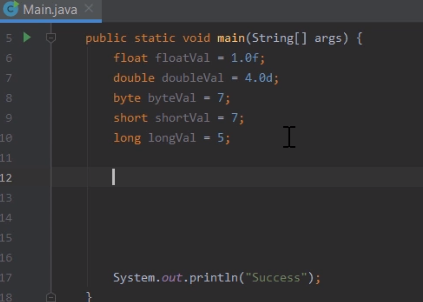 Main.java
5 public static void main(String[] args) {
6 float floatVal = 1.0f;
7 double doubleVal = 4.0d;
8 byte byteVal = 7;
9 short shortVal = 7;
10 long longVal = 5;
11
12
13
14
15
16
17 System.out.println("Success");
18 }